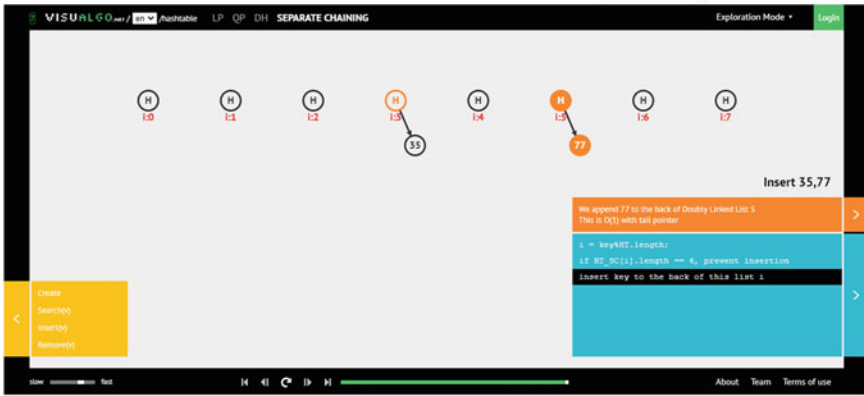 VISUALGO.NET / en /hashtable LP QP DH SEPARATE CHAINING Exploration Mode Login
H H H H H H H H
i:0 i:1 i:2 i:3 i:4 i:5 i:6 i:7
35 77
Insert 35,77
We append 77 to the back of Doubly Linked List 5
This is O(1) with tail pointer
i = key%HT.length;
if HT_SC[i].length == 6, prevent insertion
insert key to the back of this list i
Create
Search(v)
Insert(v)
Remove(v)
slow fast About Team Terms of use